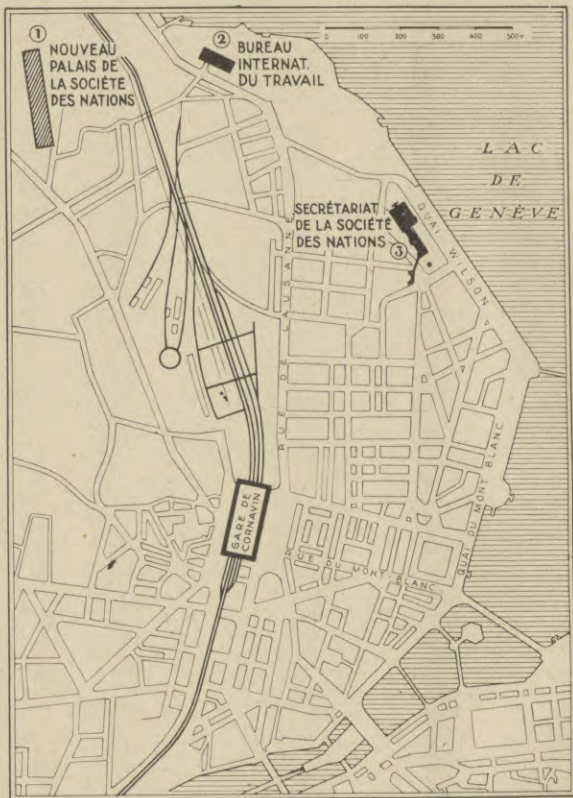 ①
NOUVEAU
PALAIS DE
LA SOCIÉTÉ
DES NATIONS
②
BUREAU
INTERNAT.
DU TRAVAIL
0 100 200 300 400 500m
LAC
DE
GENÈVE
SECRÉTARIAT
DE LA SOCIÉTÉ
DES NATIONS
③
QUAI WILSON
RUE DE LAUSANNE
GARE DE
CORNAVIN
RUE DU MONT-BLANC
QUAI DU MONT BLANC